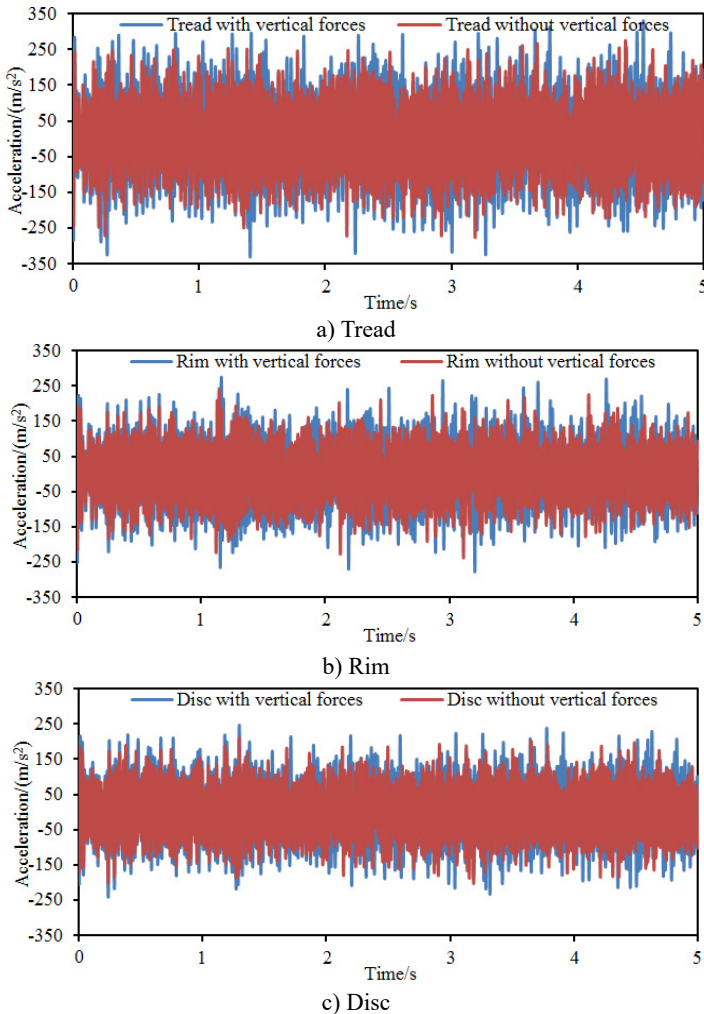 Tread with vertical forces Tread without vertical forces
Acceleration/(m/s²)
350
250
150
50
-50
-150
-250
-350
0 1 2 3 4 5
Time/s
a) Tread
Rim with vertical forces Rim without vertical forces
Acceleration/(m/s²)
350
250
150
50
-50
-150
-250
-350
0 1 2 3 4 5
Time/s
b) Rim
Disc with vertical forces Disc without vertical forces
Acceleration/(m/s²)
350
250
150
50
-50
-150
-250
-350
0 1 2 3 4 5
Time/s
c) Disc